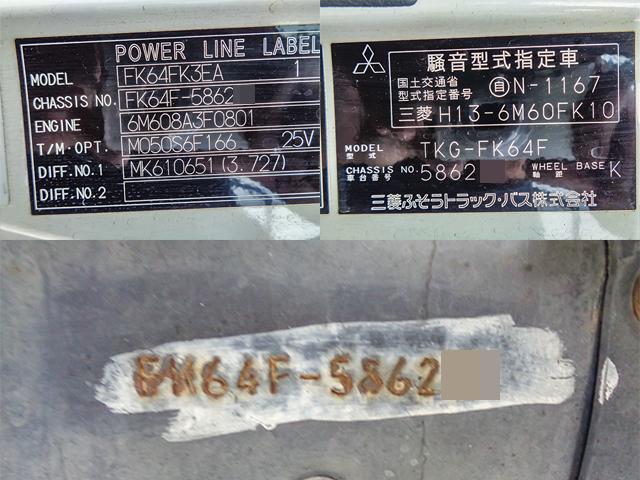 POWER LINE LABEL
MODEL FK64FK3FA 1
CHASSIS NO. FK64F-5862
ENGINE 6M608A3F0801
T/M·OPT. M050S6F166 25V
DIFF.NO.1 MK610651 (3.727)
DIFF.NO.2
騒音型式指定車
国土交通省
型式指定番号 自N-1167
三菱 H13-6M60FK10
MODEL
型式 TKG-FK64F
CHASSIS NO.
車台番号 5862 WHEEL BASE
軸距 K
三菱ふそうトラック・バス株式会社
FK64F-5862